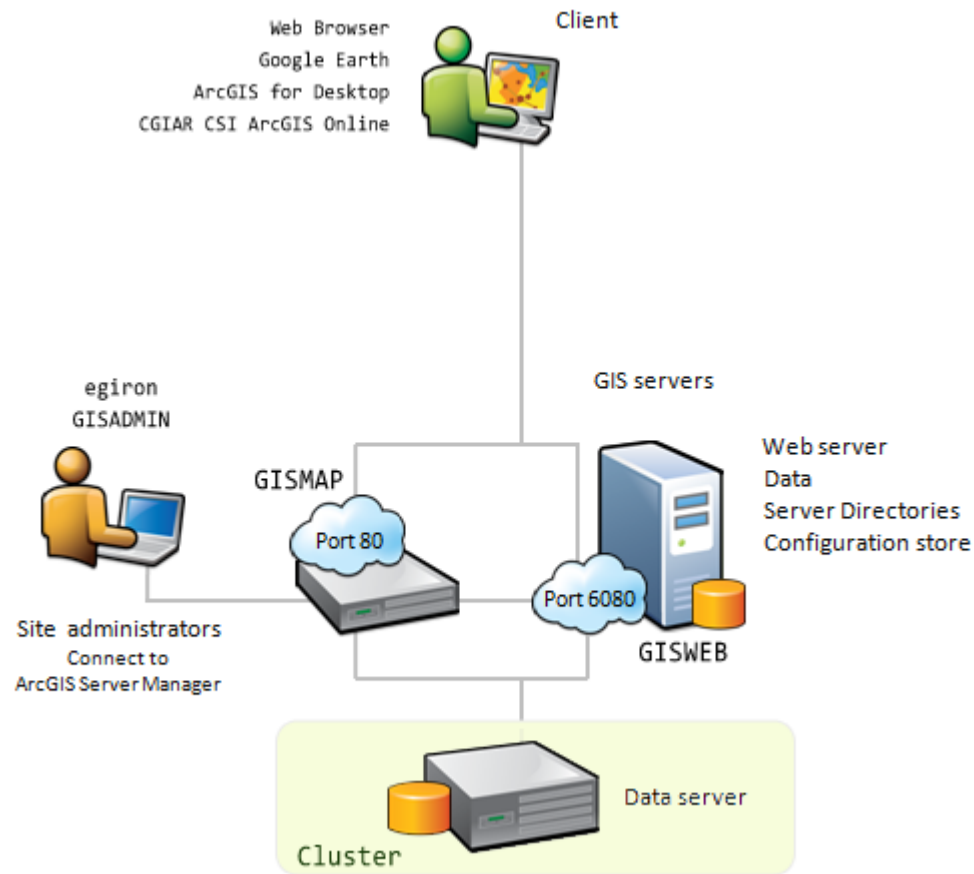 Web Browser
Google Earth
ArcGIS for Desktop
CGIAR CSI ArcGIS Online
Client
egiron
GISADMIN
Site administrators
Connect to
ArcGIS Server Manager
GISMAP
Port 80
GIS servers
Port 6080
GISWEB
Web server
Data
Server Directories
Configuration store
Data server
Cluster